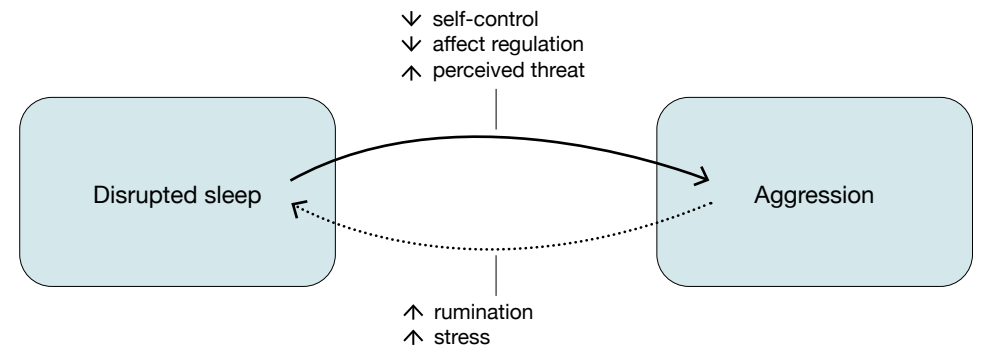 ↓ self-control
↓ affect regulation
↑ perceived threat
Disrupted sleep
Aggression
↑ rumination
↑ stress